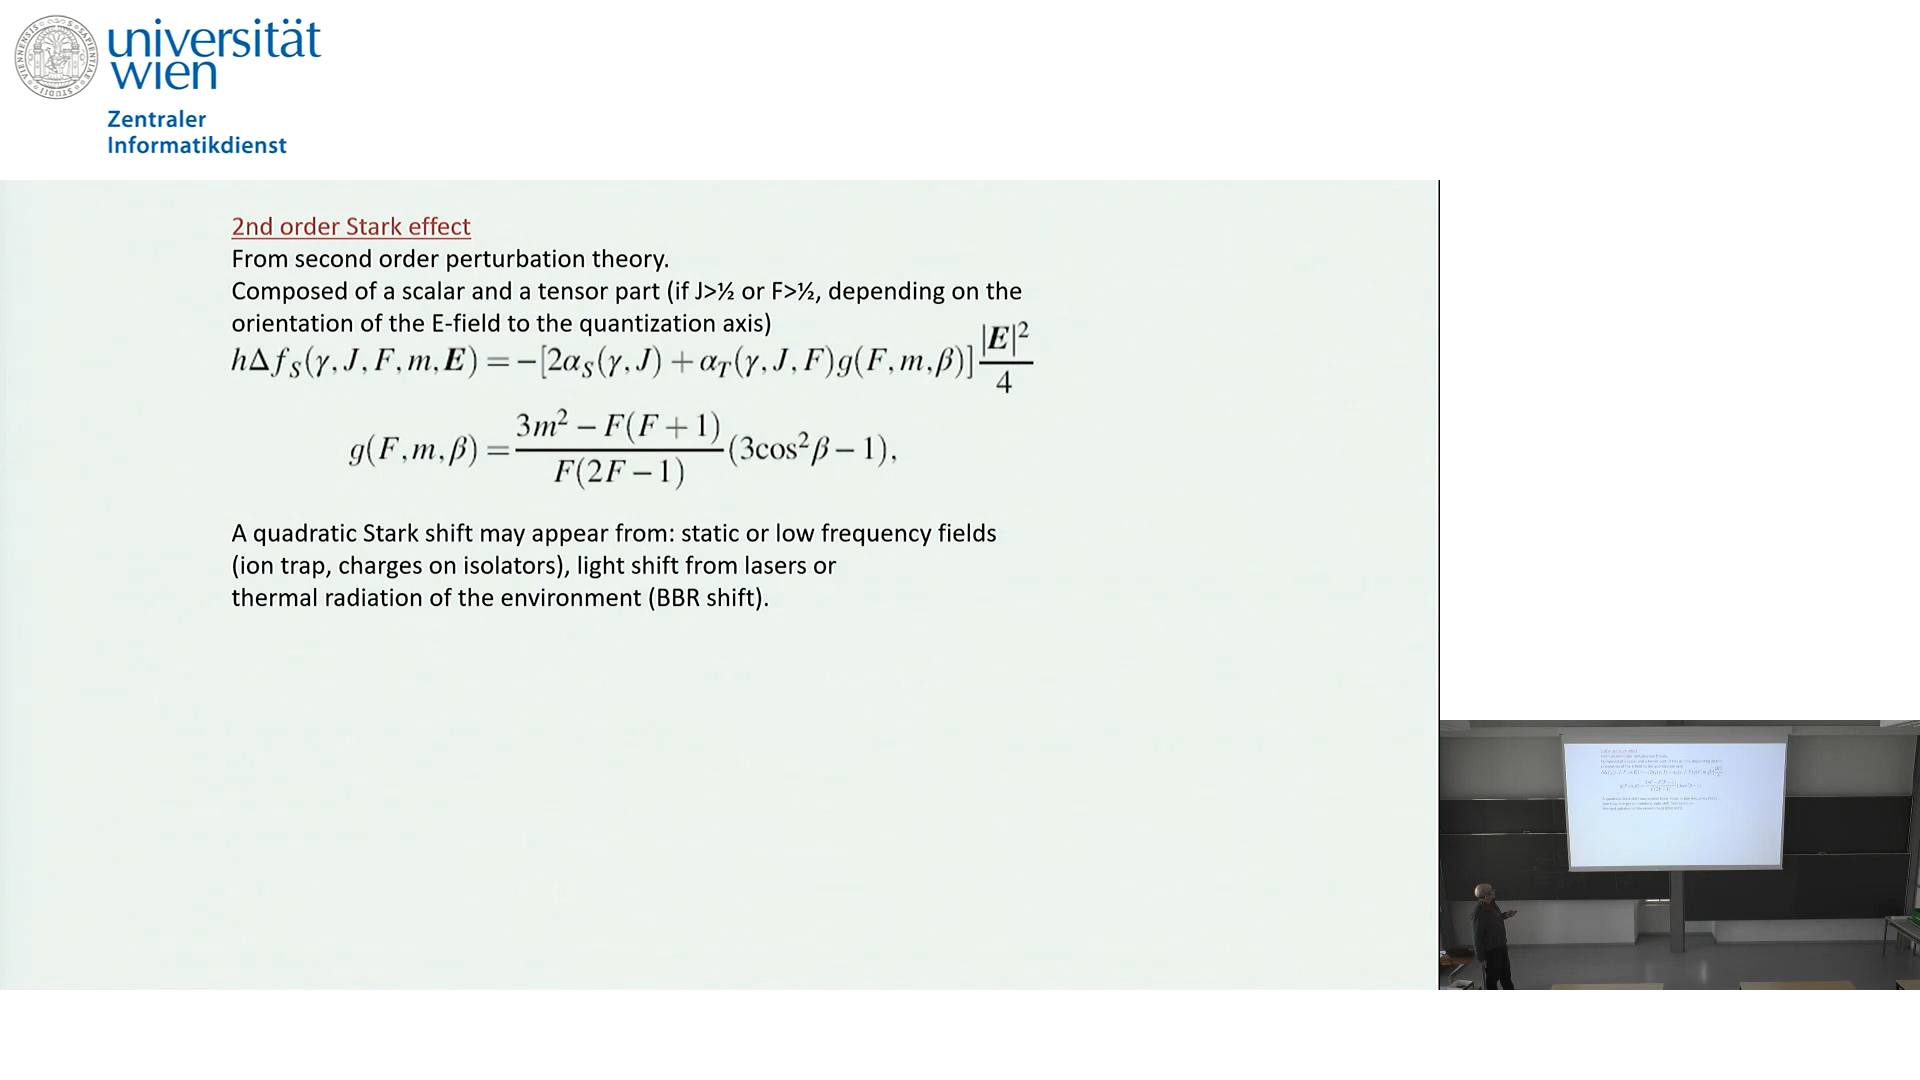 universität
wien
Zentraler
Informatikdienst
2nd order Stark effect
From second order perturbation theory.
Composed of a scalar and a tensor part (if J>½ or F>½, depending on the
orientation of the E-field to the quantization axis)
hΔf_S(γ, J, F, m, E) = −[2α_S(γ, J) + α_T(γ, J, F)g(F, m, β)] |E|²/4
g(F, m, β) = (3m² − F(F + 1))/(F(2F − 1)) (3cos²β − 1),
A quadratic Stark shift may appear from: static or low frequency fields
(ion trap, charges on isolators), light shift from lasers or
thermal radiation of the environment (BBR shift).